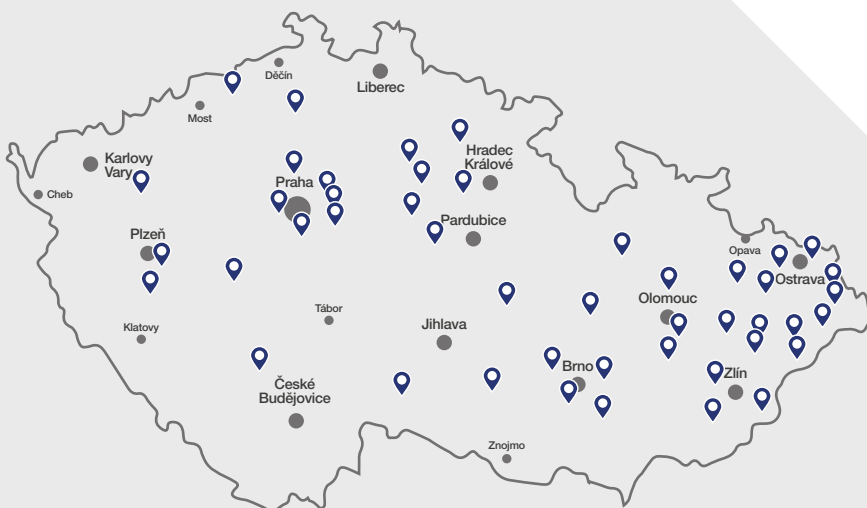 Děčín
Liberec
Most
Karlovy
Vary
Hradec
Králové
Cheb
Praha
Pardubice
Plzeň
Opava
Ostrava
Olomouc
Tábor
Klatovy
Jihlava
Brno
Zlín
České
Budějovice
Znojmo